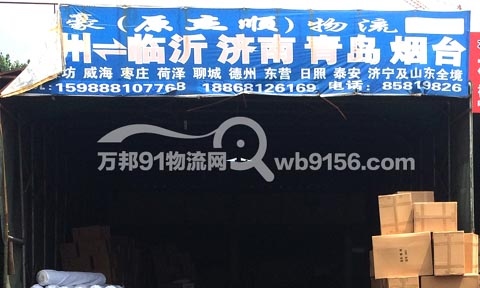 豪(原立顺)物流
州⇌临沂 济南 青岛 烟台
坊 威海 枣庄 菏泽 聊城 德州 东营 日照 泰安 济宁及山东全境
:15988810776 18868126169 电话:85819826
万邦91物流网 wb9156.com